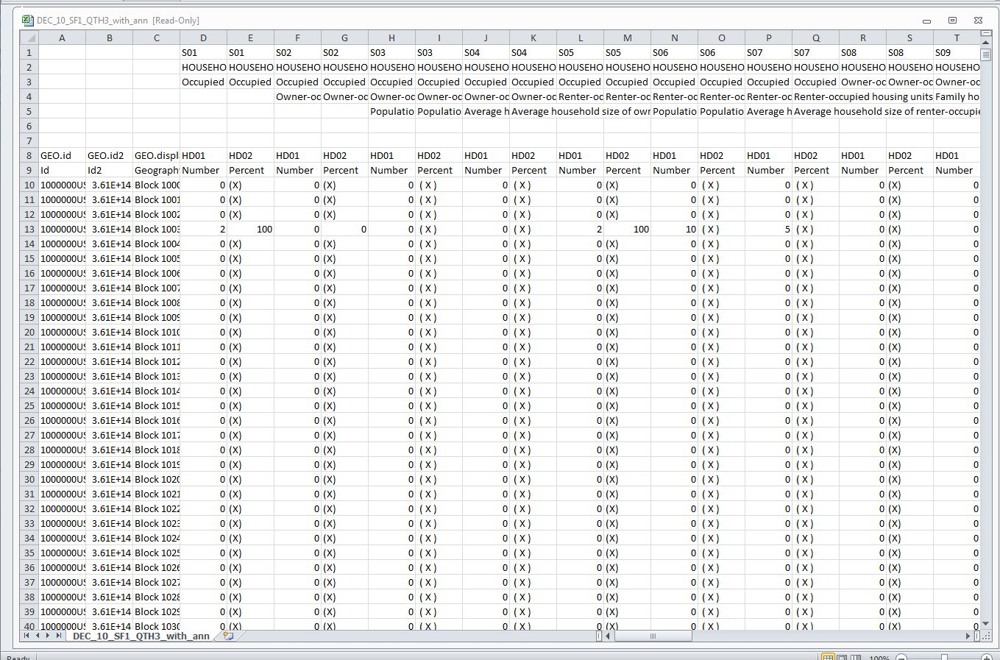 DEC_10_SF1_QTH3_with_ann [Read-Only]
A B C D E F G H I J K L M N O P Q R S T
1 S01 S01 S02 S02 S03 S03 S04 S04 S05 S05 S06 S06 S07 S07 S08 S08 S09
2 HOUSEHO HOUSEHO HOUSEHO HOUSEHO HOUSEHO HOUSEHO HOUSEHO HOUSEHO HOUSEHO HOUSEHO HOUSEHO HOUSEHO HOUSEHO HOUSEHO HOUSEHO HOUSEHO HOUSEH
3 Occupied Occupied Occupied Occupied Occupied Occupied Occupied Occupied Occupied Occupied Occupied Occupied Occupied Occupied Owner-oc Owner-oc Owner-o
4 Owner-oc Owner-oc Owner-oc Owner-oc Owner-oc Owner-oc Renter-oc Renter-oc Renter-oc Renter-oc Renter-oc Renter-occupied housing units Family ho
5 Populatio Populatio Average h Average household size of own Populatio Populatio Average h Average household size of renter-occupie
6
7
8 GEO.id GEO.id2 GEO.displ HD01 HD02 HD01 HD02 HD01 HD02 HD01 HD02 HD01 HD02 HD01 HD02 HD01 HD02 HD01 HD02 HD01
9 Id Id2 Geograph Number Percent Number Percent Number Percent Number Percent Number Percent Number Percent Number Percent Number Percent Number
10 1000000US 3.61E+14 Block 1000 0 (X) 0 (X) 0 ( X ) 0 ( X ) 0 (X) 0 ( X ) 0 ( X ) 0 (X) 0
11 1000000US 3.61E+14 Block 1001 0 (X) 0 (X) 0 ( X ) 0 ( X ) 0 (X) 0 ( X ) 0 ( X ) 0 (X) 0
12 1000000US 3.61E+14 Block 1002 0 (X) 0 (X) 0 ( X ) 0 ( X ) 0 (X) 0 ( X ) 0 ( X ) 0 (X) 0
13 1000000US 3.61E+14 Block 1003 2 100 0 0 0 ( X ) 0 ( X ) 2 100 10 ( X ) 5 ( X ) 0 (X) 0
14 1000000US 3.61E+14 Block 1004 0 (X) 0 (X) 0 ( X ) 0 ( X ) 0 (X) 0 ( X ) 0 ( X ) 0 (X) 0
15 1000000US 3.61E+14 Block 1005 0 (X) 0 (X) 0 ( X ) 0 ( X ) 0 (X) 0 ( X ) 0 ( X ) 0 (X) 0
16 1000000US 3.61E+14 Block 1006 0 (X) 0 (X) 0 ( X ) 0 ( X ) 0 (X) 0 ( X ) 0 ( X ) 0 (X) 0
17 1000000US 3.61E+14 Block 1007 0 (X) 0 (X) 0 ( X ) 0 ( X ) 0 (X) 0 ( X ) 0 ( X ) 0 (X) 0
18 1000000US 3.61E+14 Block 1008 0 (X) 0 (X) 0 ( X ) 0 ( X ) 0 (X) 0 ( X ) 0 ( X ) 0 (X) 0
19 1000000US 3.61E+14 Block 1009 0 (X) 0 (X) 0 ( X ) 0 ( X ) 0 (X) 0 ( X ) 0 ( X ) 0 (X) 0
20 1000000US 3.61E+14 Block 1010 0 (X) 0 (X) 0 ( X ) 0 ( X ) 0 (X) 0 ( X ) 0 ( X ) 0 (X) 0
21 1000000US 3.61E+14 Block 1011 0 (X) 0 (X) 0 ( X ) 0 ( X ) 0 (X) 0 ( X ) 0 ( X ) 0 (X) 0
22 1000000US 3.61E+14 Block 1012 0 (X) 0 (X) 0 ( X ) 0 ( X ) 0 (X) 0 ( X ) 0 ( X ) 0 (X) 0
23 1000000US 3.61E+14 Block 1013 0 (X) 0 (X) 0 ( X ) 0 ( X ) 0 (X) 0 ( X ) 0 ( X ) 0 (X) 0
24 1000000US 3.61E+14 Block 1014 0 (X) 0 (X) 0 ( X ) 0 ( X ) 0 (X) 0 ( X ) 0 ( X ) 0 (X) 0
25 1000000US 3.61E+14 Block 1015 0 (X) 0 (X) 0 ( X ) 0 ( X ) 0 (X) 0 ( X ) 0 ( X ) 0 (X) 0
26 1000000US 3.61E+14 Block 1016 0 (X) 0 (X) 0 ( X ) 0 ( X ) 0 (X) 0 ( X ) 0 ( X ) 0 (X) 0
27 1000000US 3.61E+14 Block 1017 0 (X) 0 (X) 0 ( X ) 0 ( X ) 0 (X) 0 ( X ) 0 ( X ) 0 (X) 0
28 1000000US 3.61E+14 Block 1018 0 (X) 0 (X) 0 ( X ) 0 ( X ) 0 (X) 0 ( X ) 0 ( X ) 0 (X) 0
29 1000000US 3.61E+14 Block 1019 0 (X) 0 (X) 0 ( X ) 0 ( X ) 0 (X) 0 ( X ) 0 ( X ) 0 (X) 0
30 1000000US 3.61E+14 Block 1020 0 (X) 0 (X) 0 ( X ) 0 ( X ) 0 (X) 0 ( X ) 0 ( X ) 0 (X) 0
31 1000000US 3.61E+14 Block 1021 0 (X) 0 (X) 0 ( X ) 0 ( X ) 0 (X) 0 ( X ) 0 ( X ) 0 (X) 0
32 1000000US 3.61E+14 Block 1022 0 (X) 0 (X) 0 ( X ) 0 ( X ) 0 (X) 0 ( X ) 0 ( X ) 0 (X) 0
33 1000000US 3.61E+14 Block 1023 0 (X) 0 (X) 0 ( X ) 0 ( X ) 0 (X) 0 ( X ) 0 ( X ) 0 (X) 0
34 1000000US 3.61E+14 Block 1024 0 (X) 0 (X) 0 ( X ) 0 ( X ) 0 (X) 0 ( X ) 0 ( X ) 0 (X) 0
35 1000000US 3.61E+14 Block 1025 0 (X) 0 (X) 0 ( X ) 0 ( X ) 0 (X) 0 ( X ) 0 ( X ) 0 (X) 0
36 1000000US 3.61E+14 Block 1026 0 (X) 0 (X) 0 ( X ) 0 ( X ) 0 (X) 0 ( X ) 0 ( X ) 0 (X) 0
37 1000000US 3.61E+14 Block 1027 0 (X) 0 (X) 0 ( X ) 0 ( X ) 0 (X) 0 ( X ) 0 ( X ) 0 (X) 0
38 1000000US 3.61E+14 Block 1028 0 (X) 0 (X) 0 ( X ) 0 ( X ) 0 (X) 0 ( X ) 0 ( X ) 0 (X) 0
39 1000000US 3.61E+14 Block 1029 0 (X) 0 (X) 0 ( X ) 0 ( X ) 0 (X) 0 ( X ) 0 ( X ) 0 (X) 0
40 1000000US 3.61E+14 Block 1030 0 (X) 0 (X) 0 ( X ) 0 ( X ) 0 (X) 0 ( X ) 0 ( X ) 0 (X) 0
DEC_10_SF1_QTH3_with_ann
Ready 100%